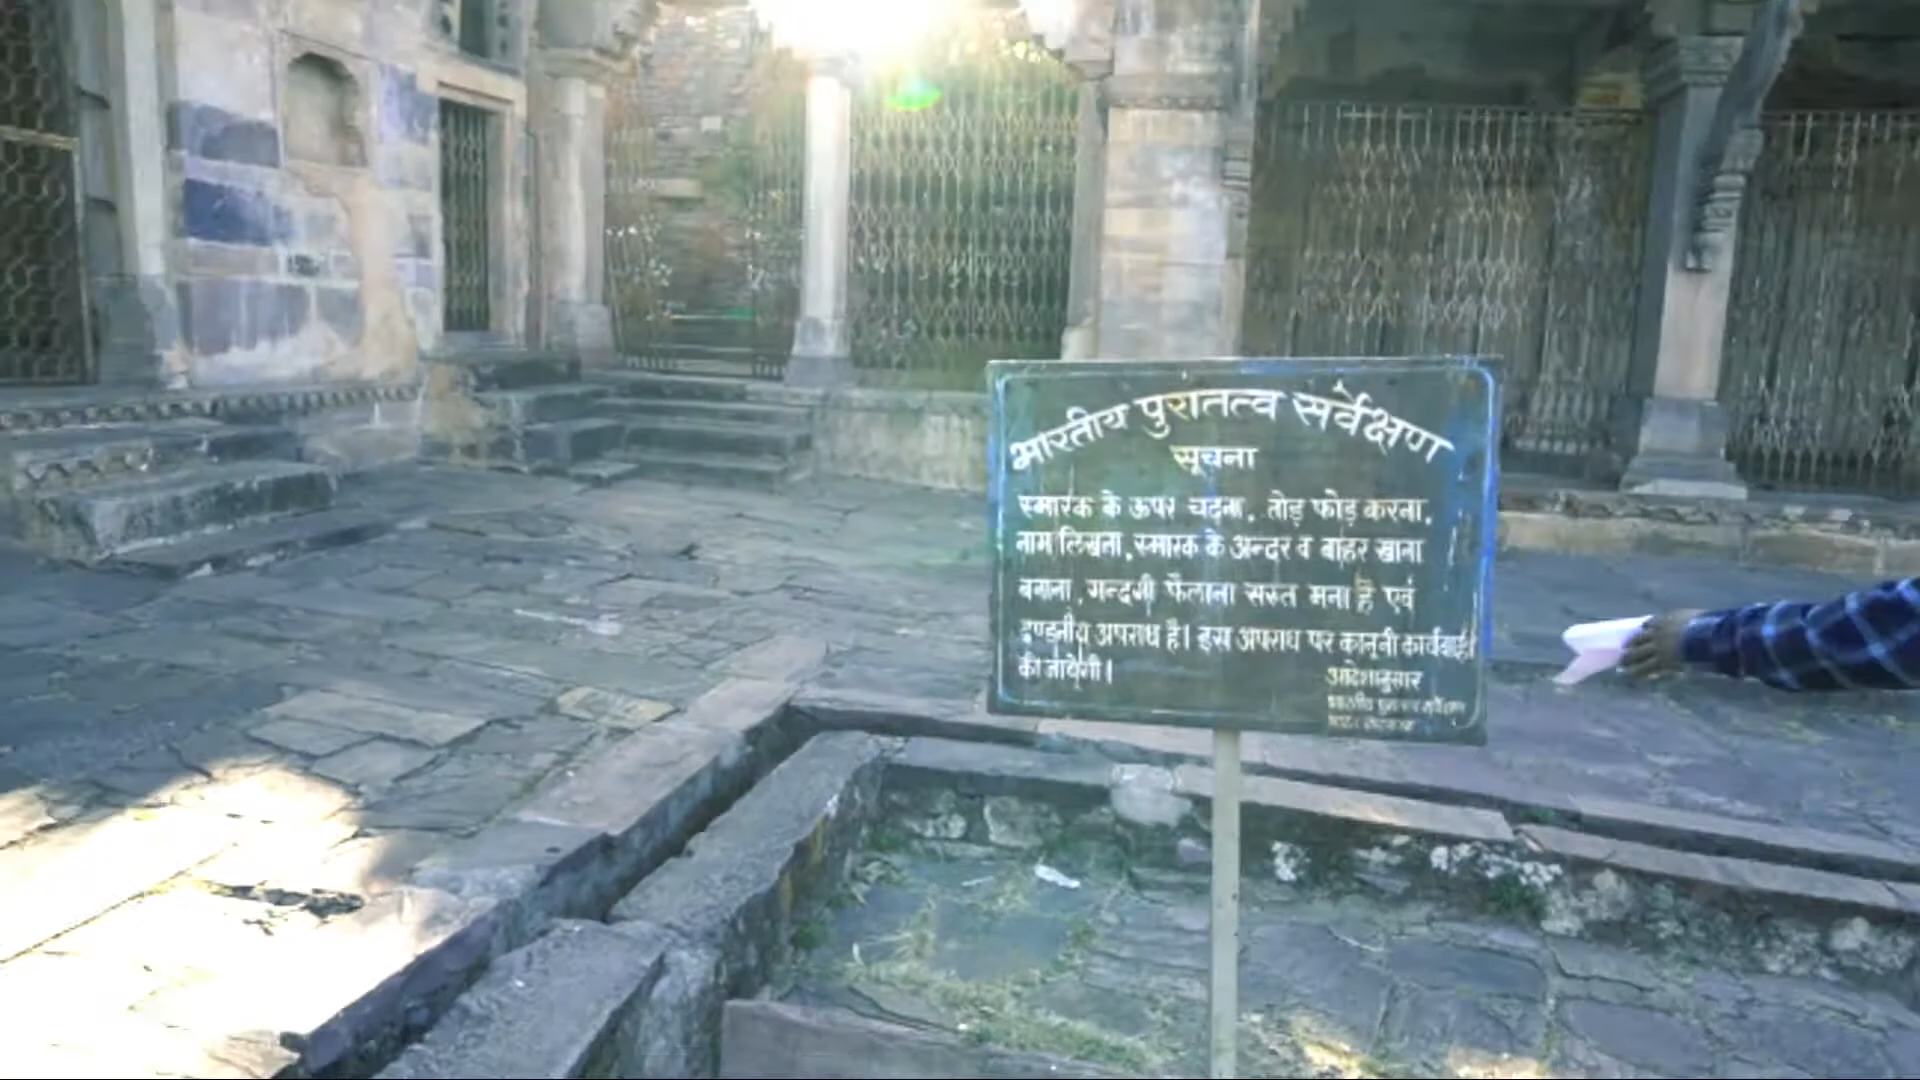 भारतीय पुरातत्व सर्वेक्षण
सूचना
स्मारक के ऊपर चढ़ना, तोड़ फोड़ करना,
नाम लिखना, स्मारक के अन्दर व बाहर खाना
बनाना, गन्दगी फैलाना सख्त मना है एवं
दण्डनीय अपराध है। इस अपराध पर कानूनी कार्यवाही
की जायेगी।
आदेशानुसार